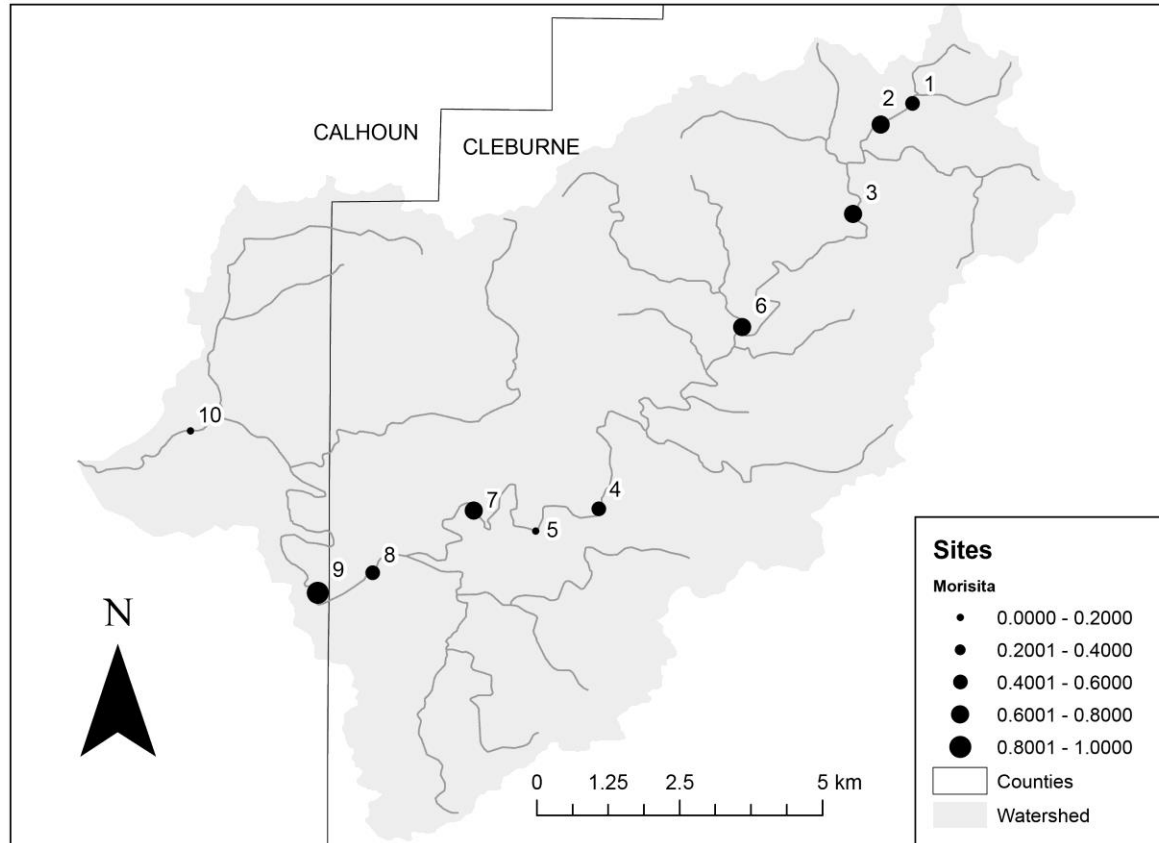 1
2
CALHOUN
CLEBURNE
3
6
10
7
4
5
8
9
N
0 1.25 2.5 5 km
Sites
Morisita
0.0000 - 0.2000
0.2001 - 0.4000
0.4001 - 0.6000
0.6001 - 0.8000
0.8001 - 1.0000
Counties
Watershed